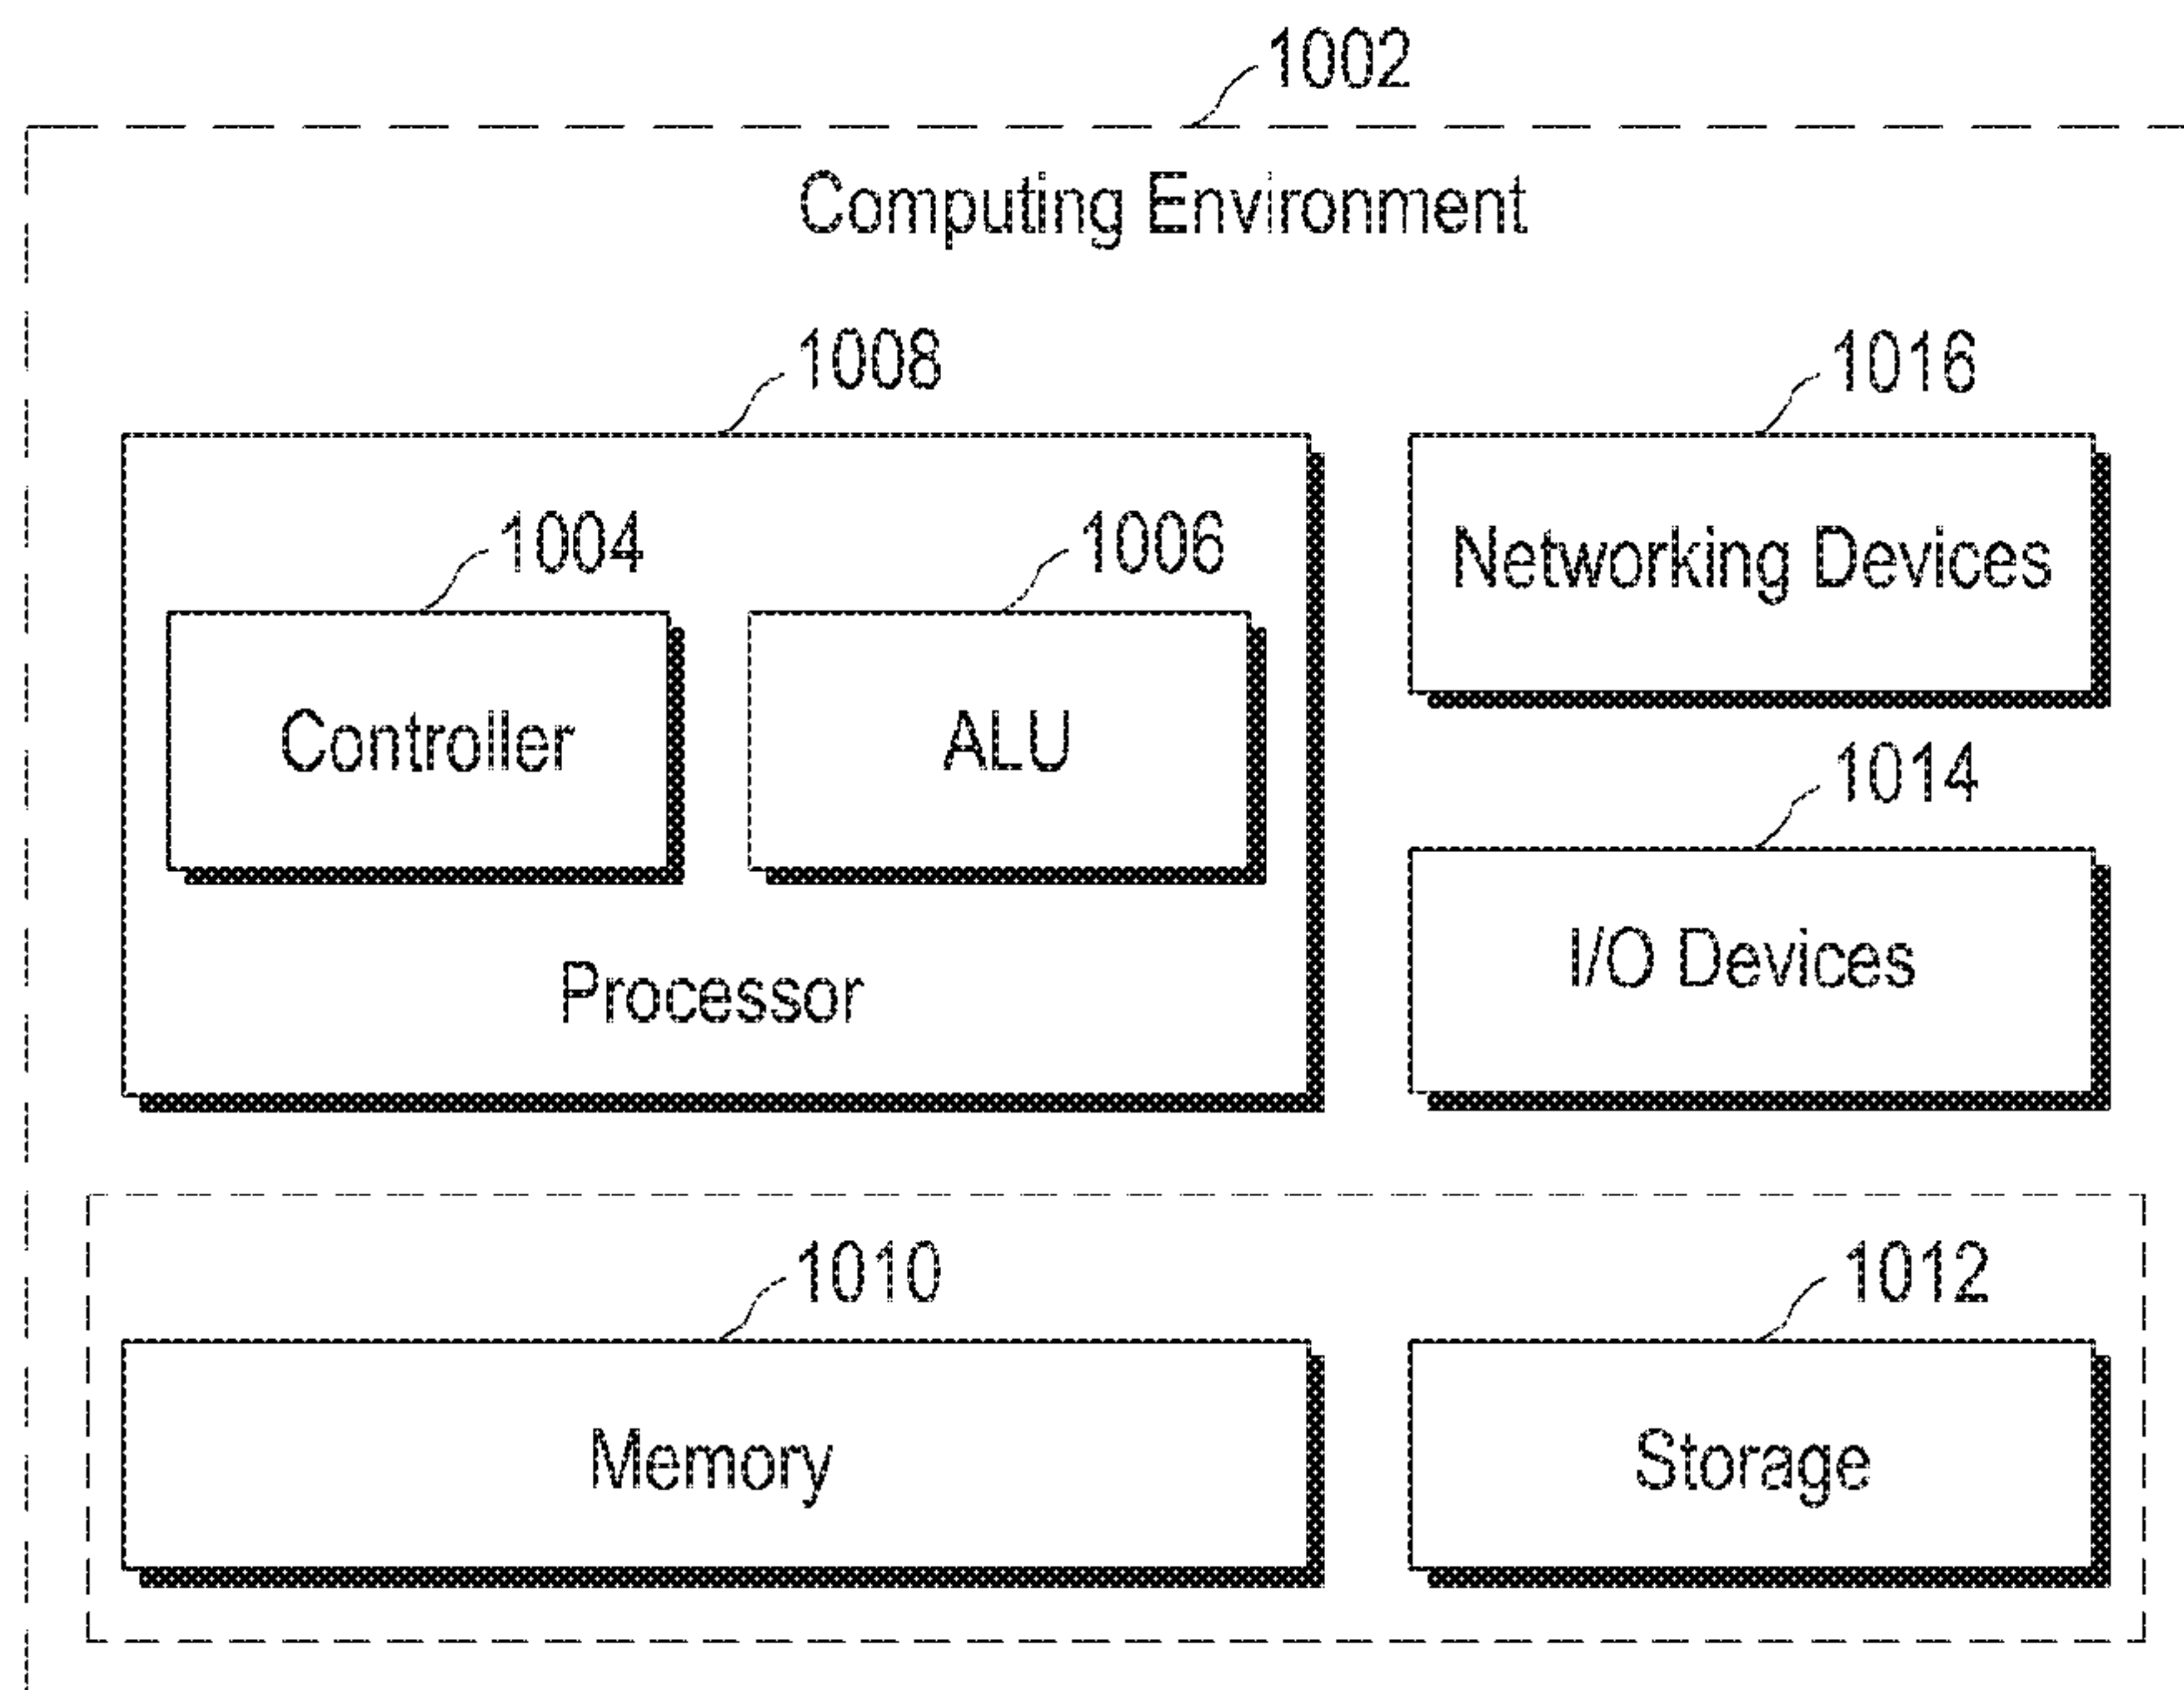 1002
Computing Environment
1008
1016
1004
1006
Networking Devices
Controller
ALU
1014
I/O Devices
Processor
1010
1012
Memory
Storage